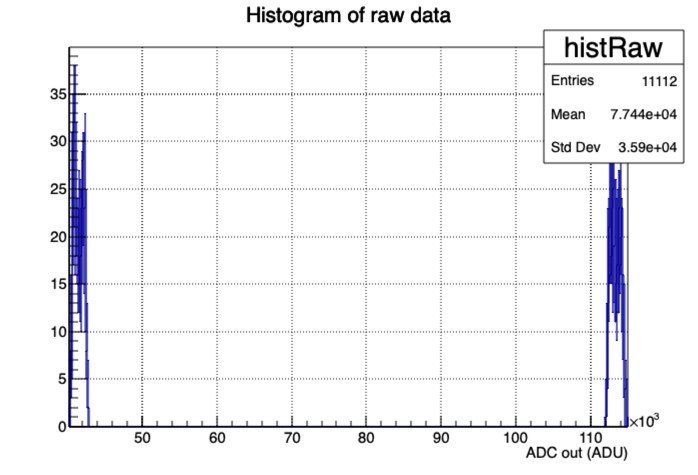 Histogram of raw data
histRaw
Entries 11112
Mean 7.744e+04
Std Dev 3.59e+04
35
30
25
20
15
10
5
0
50 60 70 80 90 100 110
×10³
ADC out (ADU)